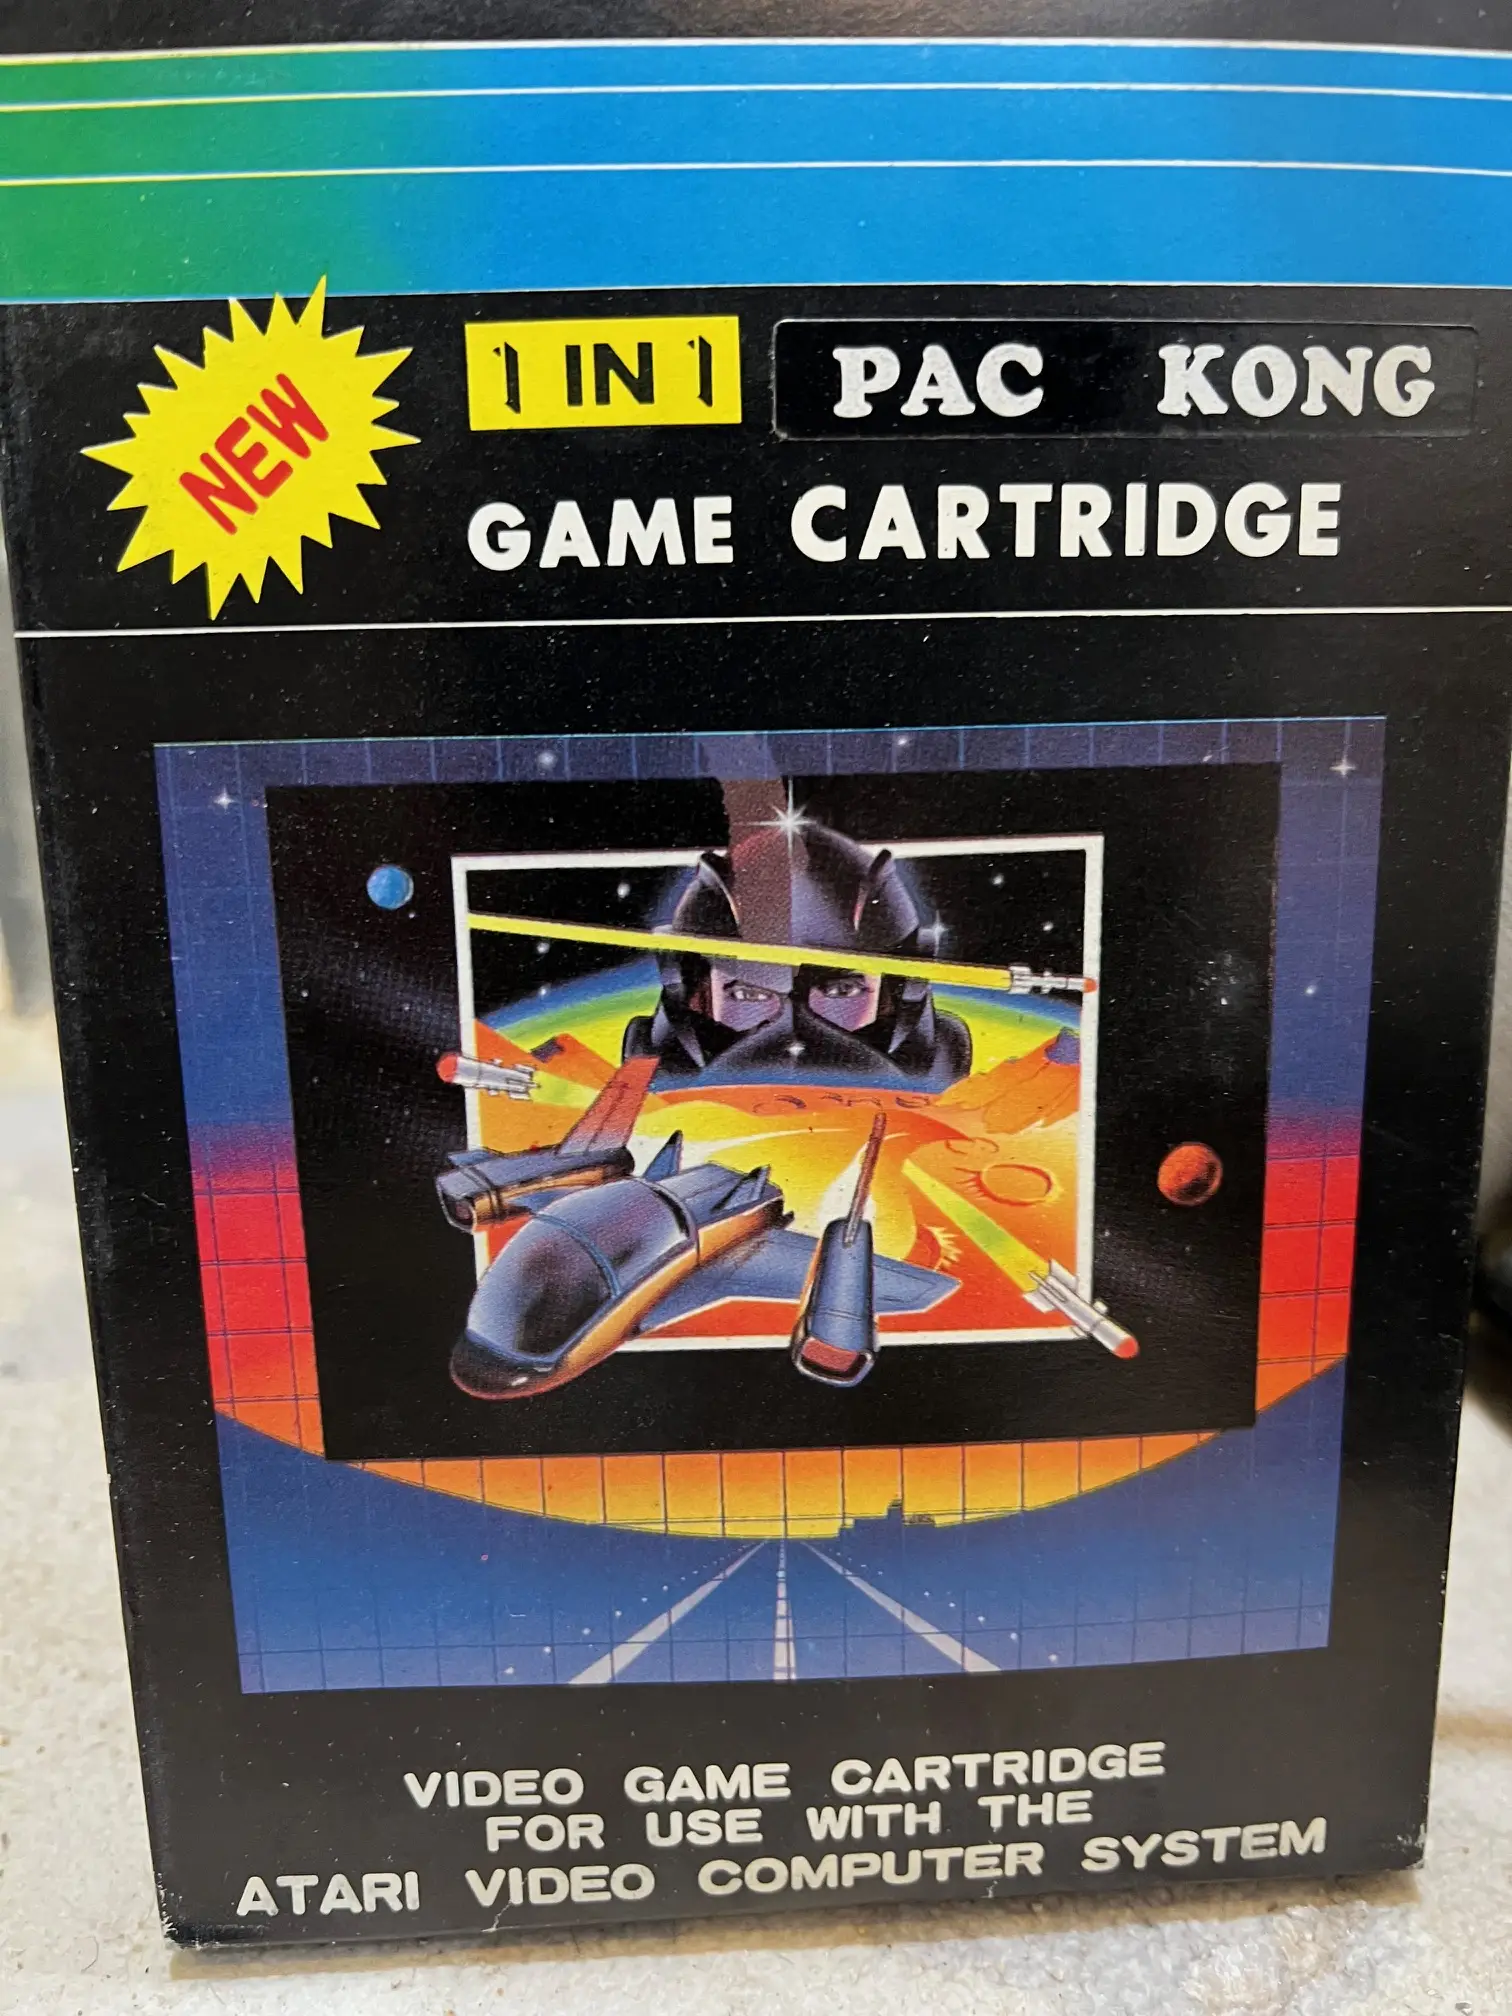 NEW
1 IN 1 PAC KONG
GAME CARTRIDGE
VIDEO GAME CARTRIDGE
FOR USE WITH THE
ATARI VIDEO COMPUTER SYSTEM